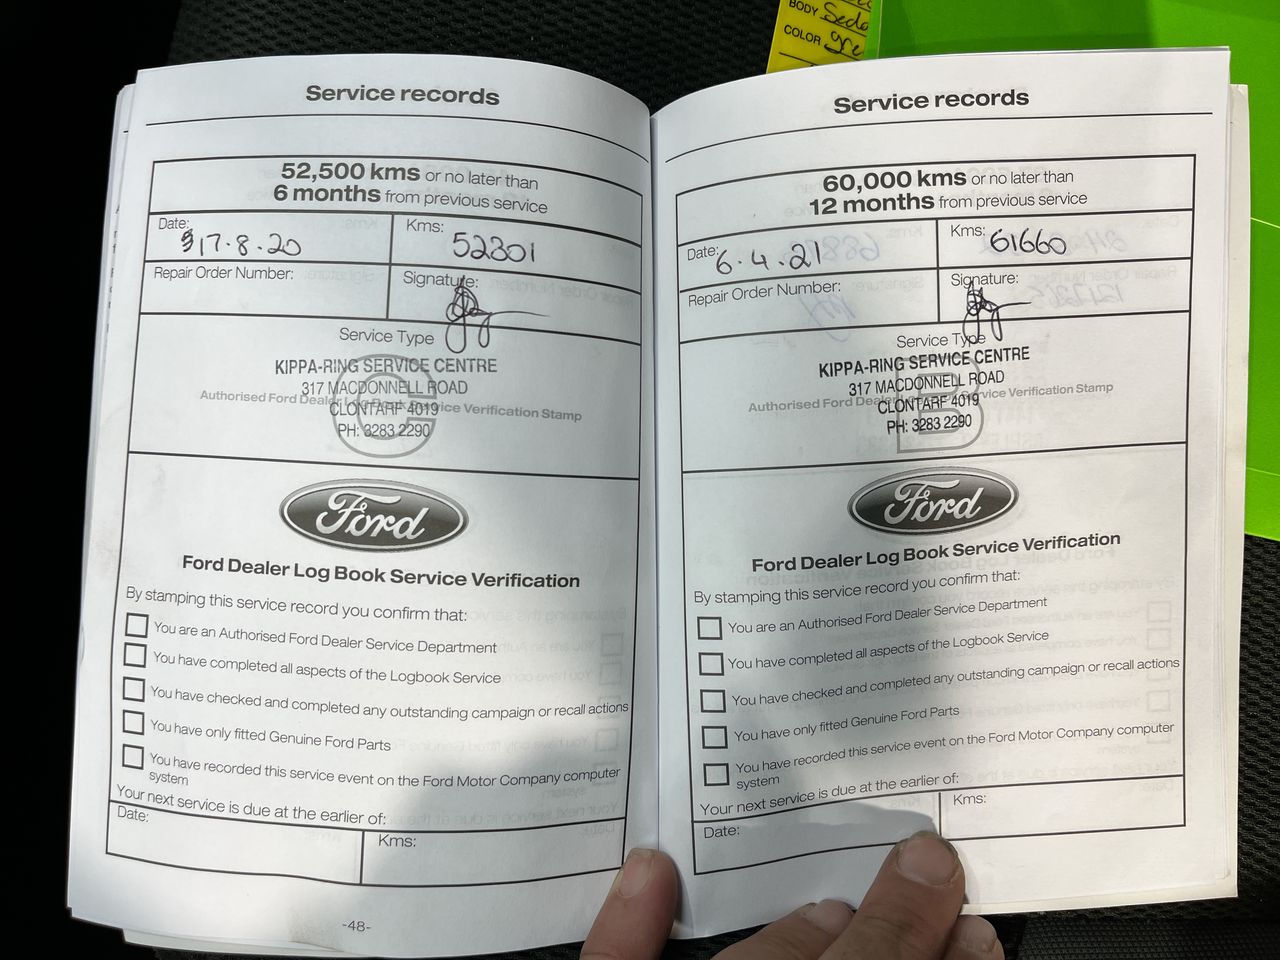 BODY
COLOR
Service records
52,500 kms or no later than
6 months from previous service
Date:
17.8.20
Kms:
52301
Repair Order Number:
Signature:
Service Type
C
KIPPA-RING SERVICE CENTRE
317 MACDONNELL ROAD
Authorised Ford Dealer Log Book Service Verification Stamp
CLONTARF 4019
PH: 3283 2290
Ford
Ford Dealer Log Book Service Verification
By stamping this service record you confirm that:
You are an Authorised Ford Dealer Service Department
You have completed all aspects of the Logbook Service
You have checked and completed any outstanding campaign or recall actions
You have only fitted Genuine Ford Parts
You have recorded this service event on the Ford Motor Company computer
system
Your next service is due at the earlier of:
Date:
Kms:
-48-
Service records
60,000 kms or no later than
12 months from previous service
Date:
6.4.21
Kms:
61660
Repair Order Number:
Signature:
Service Type
B
KIPPA-RING SERVICE CENTRE
317 MACDONNELL ROAD
Authorised Ford Dealer Service Verification Stamp
CLONTARF 4019
PH: 3283 2290
Ford
Ford Dealer Log Book Service Verification
By stamping this service record you confirm that:
You are an Authorised Ford Dealer Service Department
You have completed all aspects of the Logbook Service
You have checked and completed any outstanding campaign or recall actions
You have only fitted Genuine Ford Parts
You have recorded this service event on the Ford Motor Company computer
system
Your next service is due at the earlier of:
Date:
Kms: